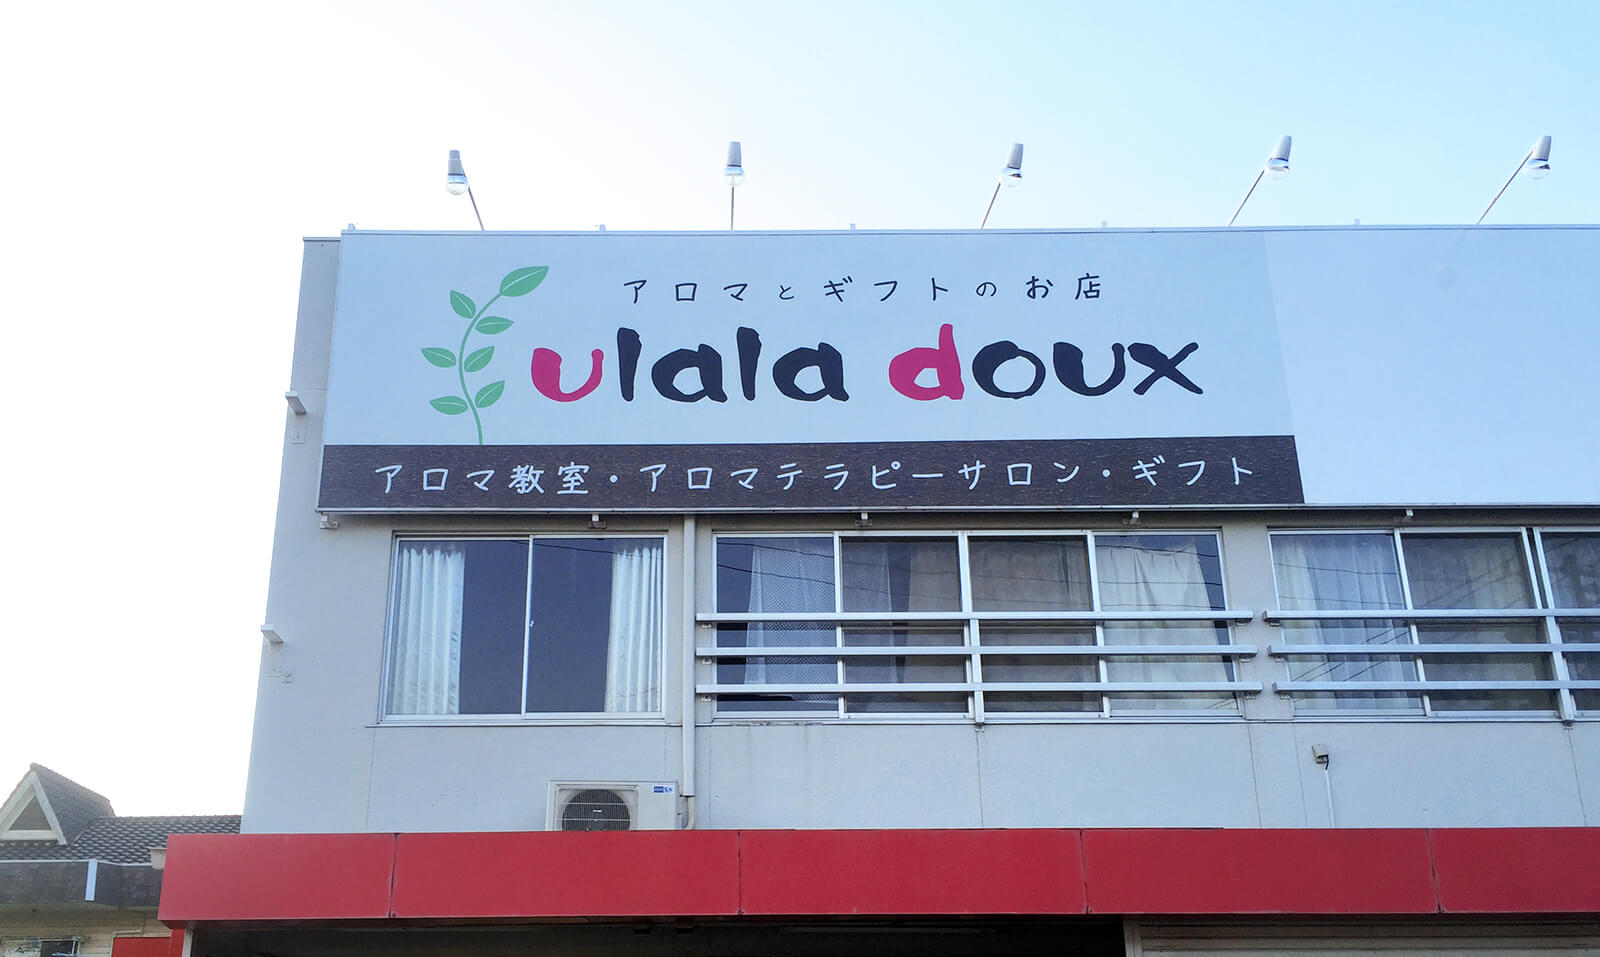 アロマとギフトのお店
ulala doux
アロマ教室・アロマテラピーサロン・ギフト